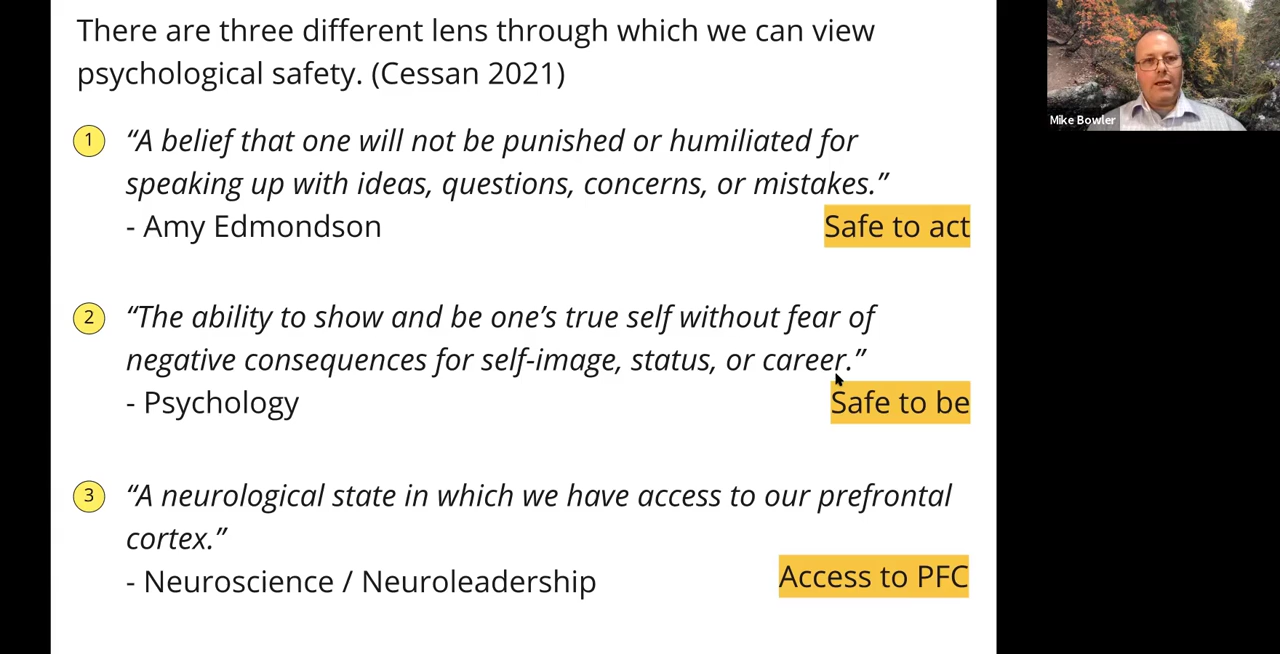 There are three different lens through which we can view
psychological safety. (Cessan 2021)
1 “A belief that one will not be punished or humiliated for
speaking up with ideas, questions, concerns, or mistakes.”
- Amy Edmondson
Safe to act
2 “The ability to show and be one’s true self without fear of
negative consequences for self-image, status, or career.”
- Psychology
Safe to be
3 “A neurological state in which we have access to our prefrontal
cortex.”
- Neuroscience / Neuroleadership
Access to PFC
Mike Bowler